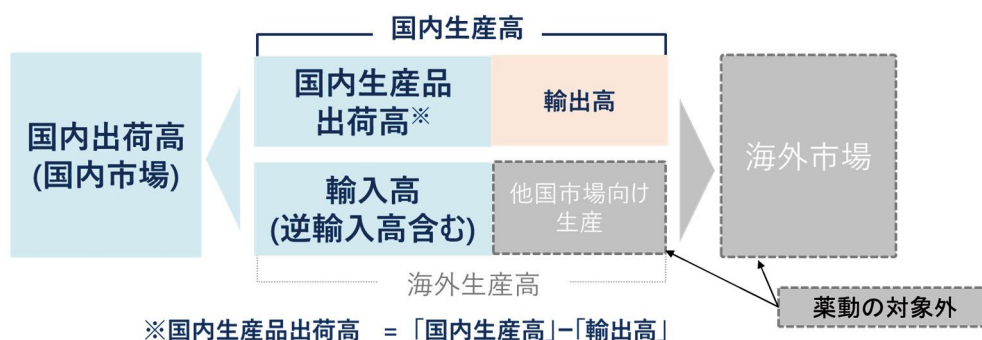 国内生産高
国内出荷高
(国内市場)
国内生産品
出荷高※
輸出高
海外市場
輸入高
(逆輸入高含む)
他国市場向け
生産
海外生産高
薬動の対象外
※国内生産品出荷高 = 「国内生産高」−「輸出高」